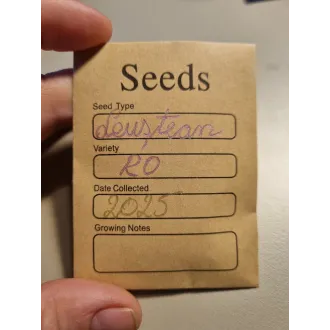 Seeds
Seed Type
Leuștean
Variety
RO
Date Collected
2025
Growing Notes